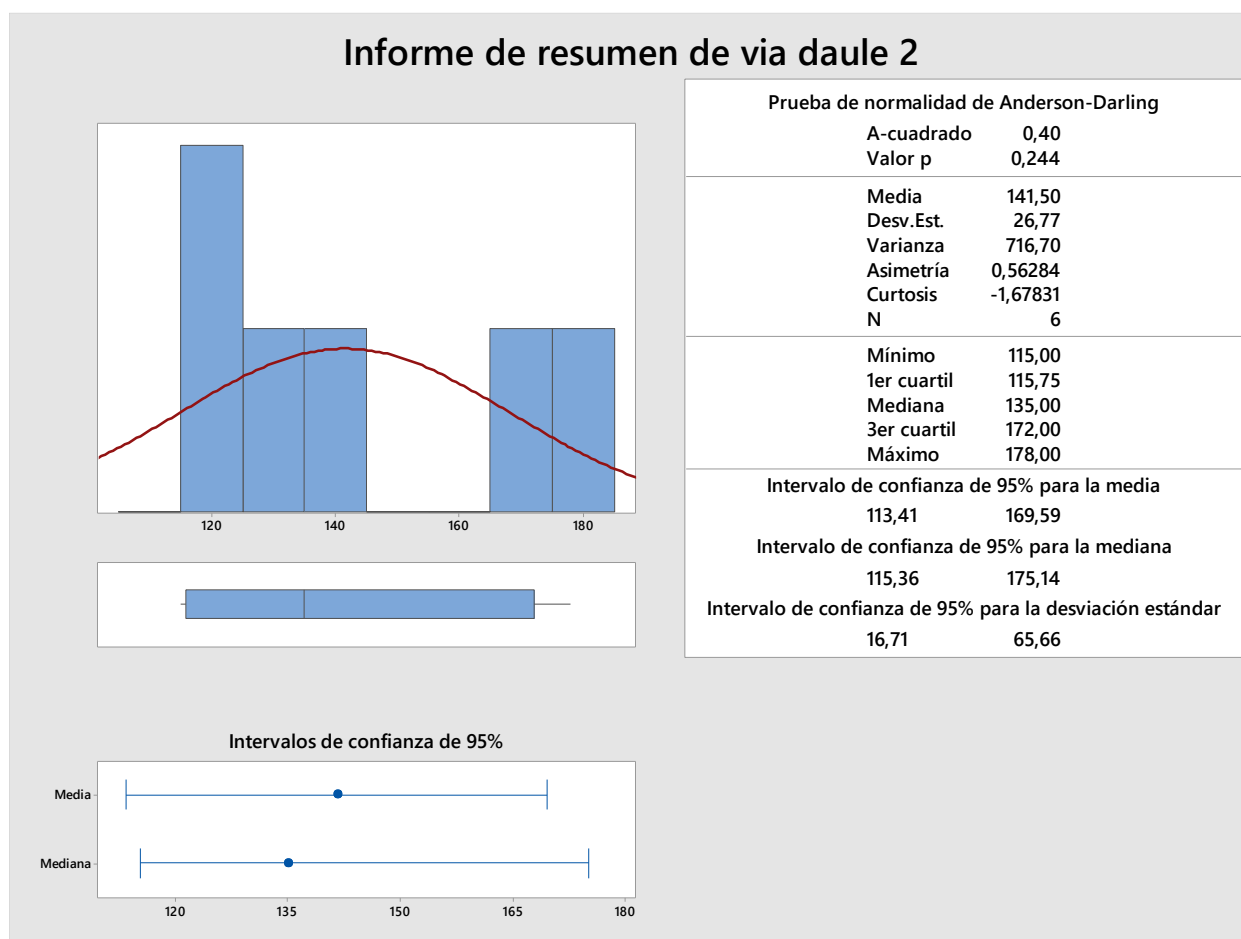 Informe de resumen de via daule 2
120 140 160 180
Intervalos de confianza de 95%
Media
Mediana
120 135 150 165 180
Prueba de normalidad de Anderson-Darling
A-cuadrado 0,40
Valor p 0,244
Media 141,50
Desv.Est. 26,77
Varianza 716,70
Asimetría 0,56284
Curtosis -1,67831
N 6
Mínimo 115,00
1er cuartil 115,75
Mediana 135,00
3er cuartil 172,00
Máximo 178,00
Intervalo de confianza de 95% para la media
113,41 169,59
Intervalo de confianza de 95% para la mediana
115,36 175,14
Intervalo de confianza de 95% para la desviación estándar
16,71 65,66